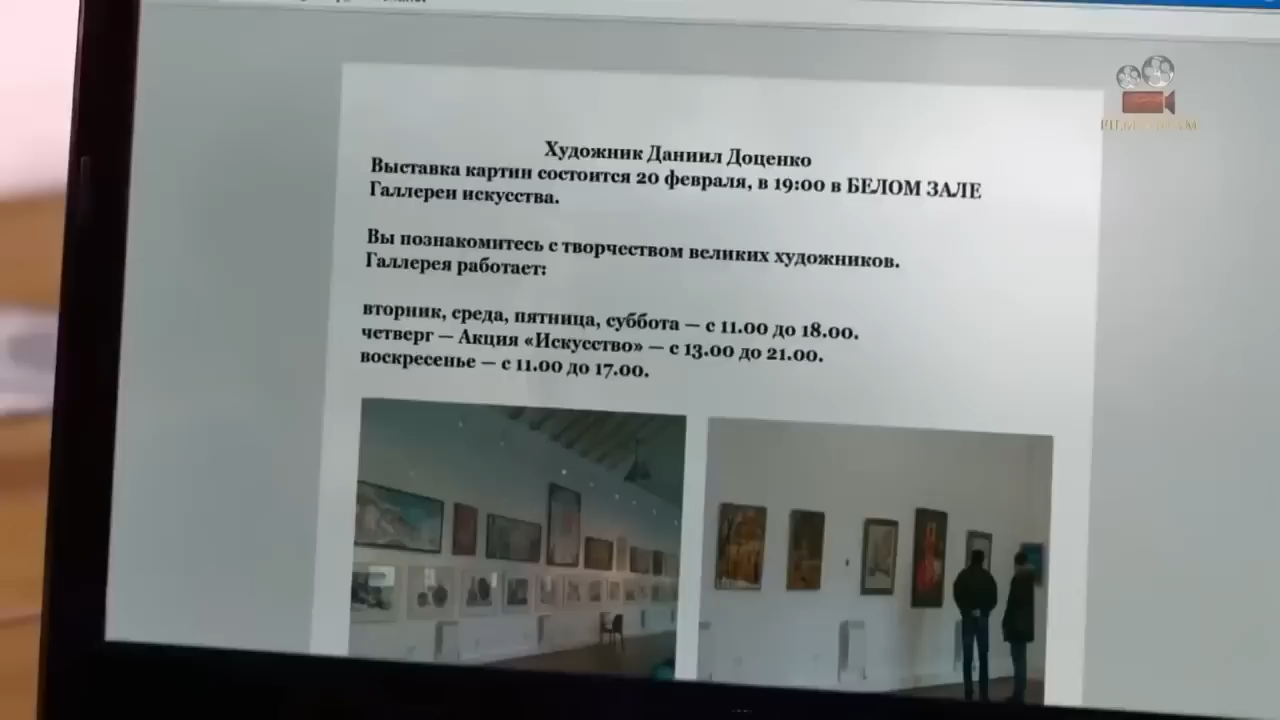 Художник Даниил Доценко
Выставка картин состоится 20 февраля, в 19:00 в БЕЛОМ ЗАЛЕ
Галлереи искусства.
Вы познакомитесь с творчеством великих художников.
Галлерея работает:
вторник, среда, пятница, суббота — с 11.00 до 18.00.
четверг — Акция «Искусство» — с 13.00 до 21.00.
воскресенье — с 11.00 до 17.00.